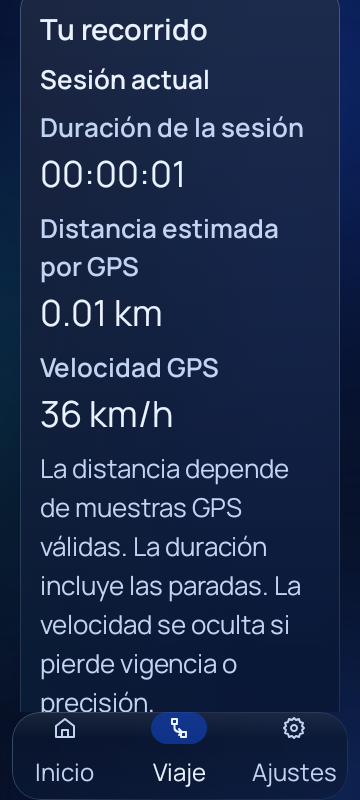 Tu recorrido
Sesión actual
Duración de la sesión
00:00:01
Distancia estimada
por GPS
0.01 km
Velocidad GPS
36 km/h
La distancia depende
de muestras GPS
válidas. La duración
incluye las paradas. La
velocidad se oculta si
pierde vigencia o
precisión.
Inicio
Viaje
Ajustes